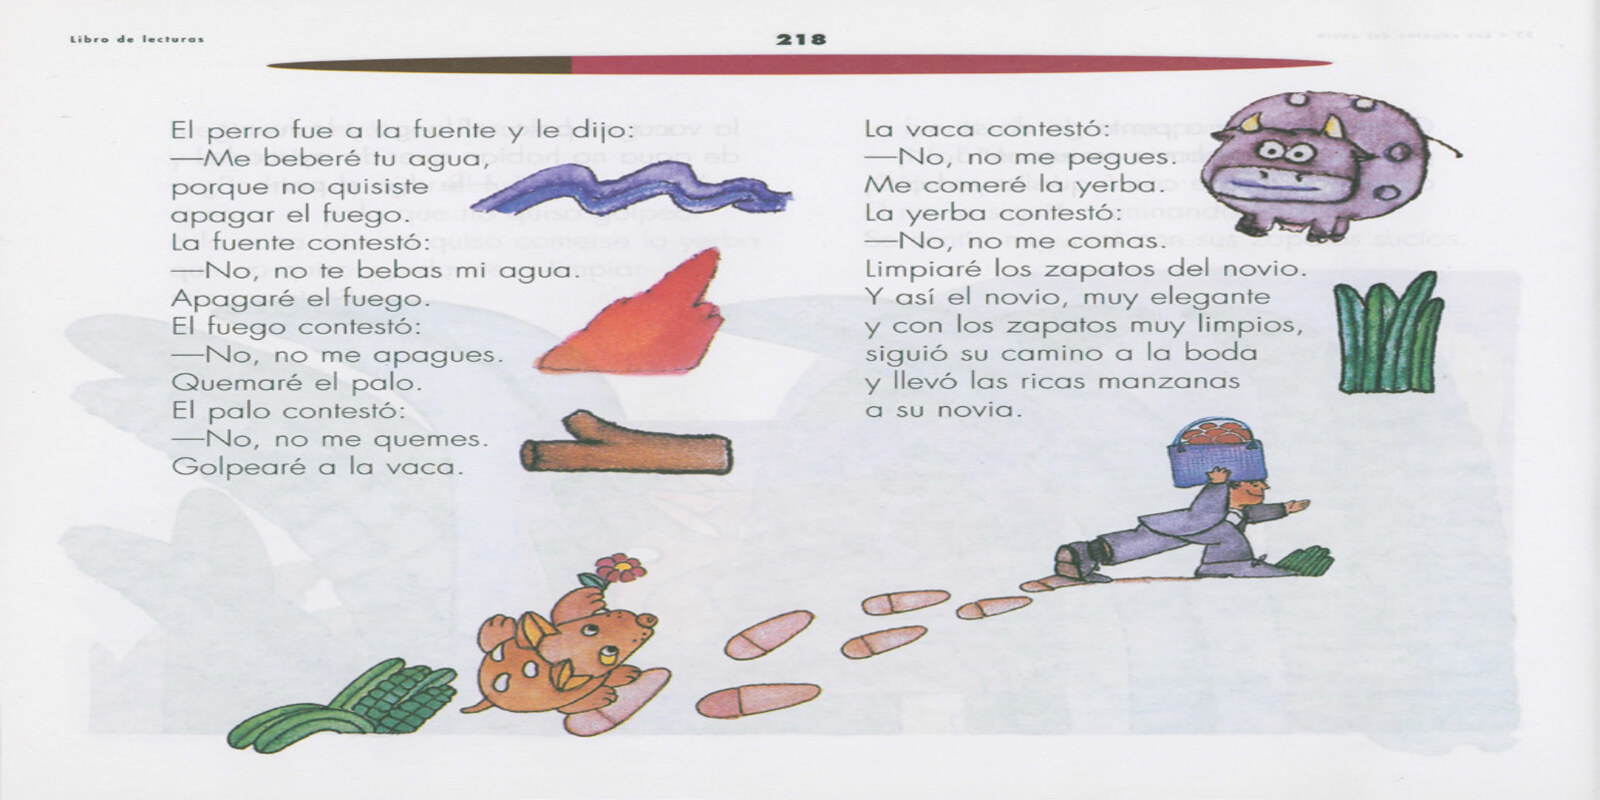 Libro de lecturas
218
El perro fue a la fuente y le dijo:
—Me beberé tu agua,
porque no quisiste
apagar el fuego.
La fuente contestó:
—No, no te bebas mi agua.
Apagaré el fuego.
El fuego contestó:
—No, no me apagues.
Quemaré el palo.
El palo contestó:
—No, no me quemes.
Golpearé a la vaca.
La vaca contestó:
—No, no me pegues.
Me comeré la yerba.
La yerba contestó:
—No, no me comas.
Limpiaré los zapatos del novio.
Y así el novio, muy elegante
y con los zapatos muy limpios,
siguió su camino a la boda
y llevó las ricas manzanas
a su novia.